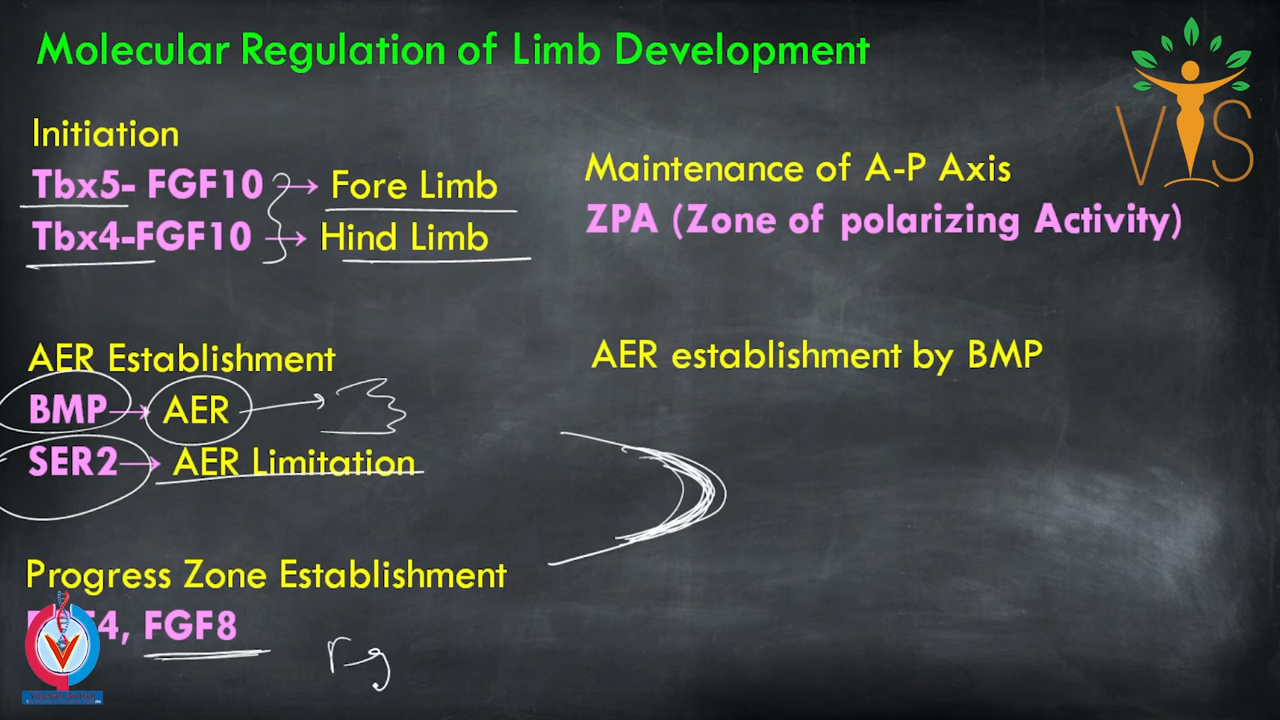 Molecular Regulation of Limb Development
Initiation
Tbx5- FGF10 → Fore Limb
Tbx4-FGF10 → Hind Limb
AER Establishment
BMP → AER
SER2 → AER Limitation
Progress Zone Establishment
4, FGF8
rg
Maintenance of A-P Axis
ZPA (Zone of polarizing Activity)
AER establishment by BMP
VIS